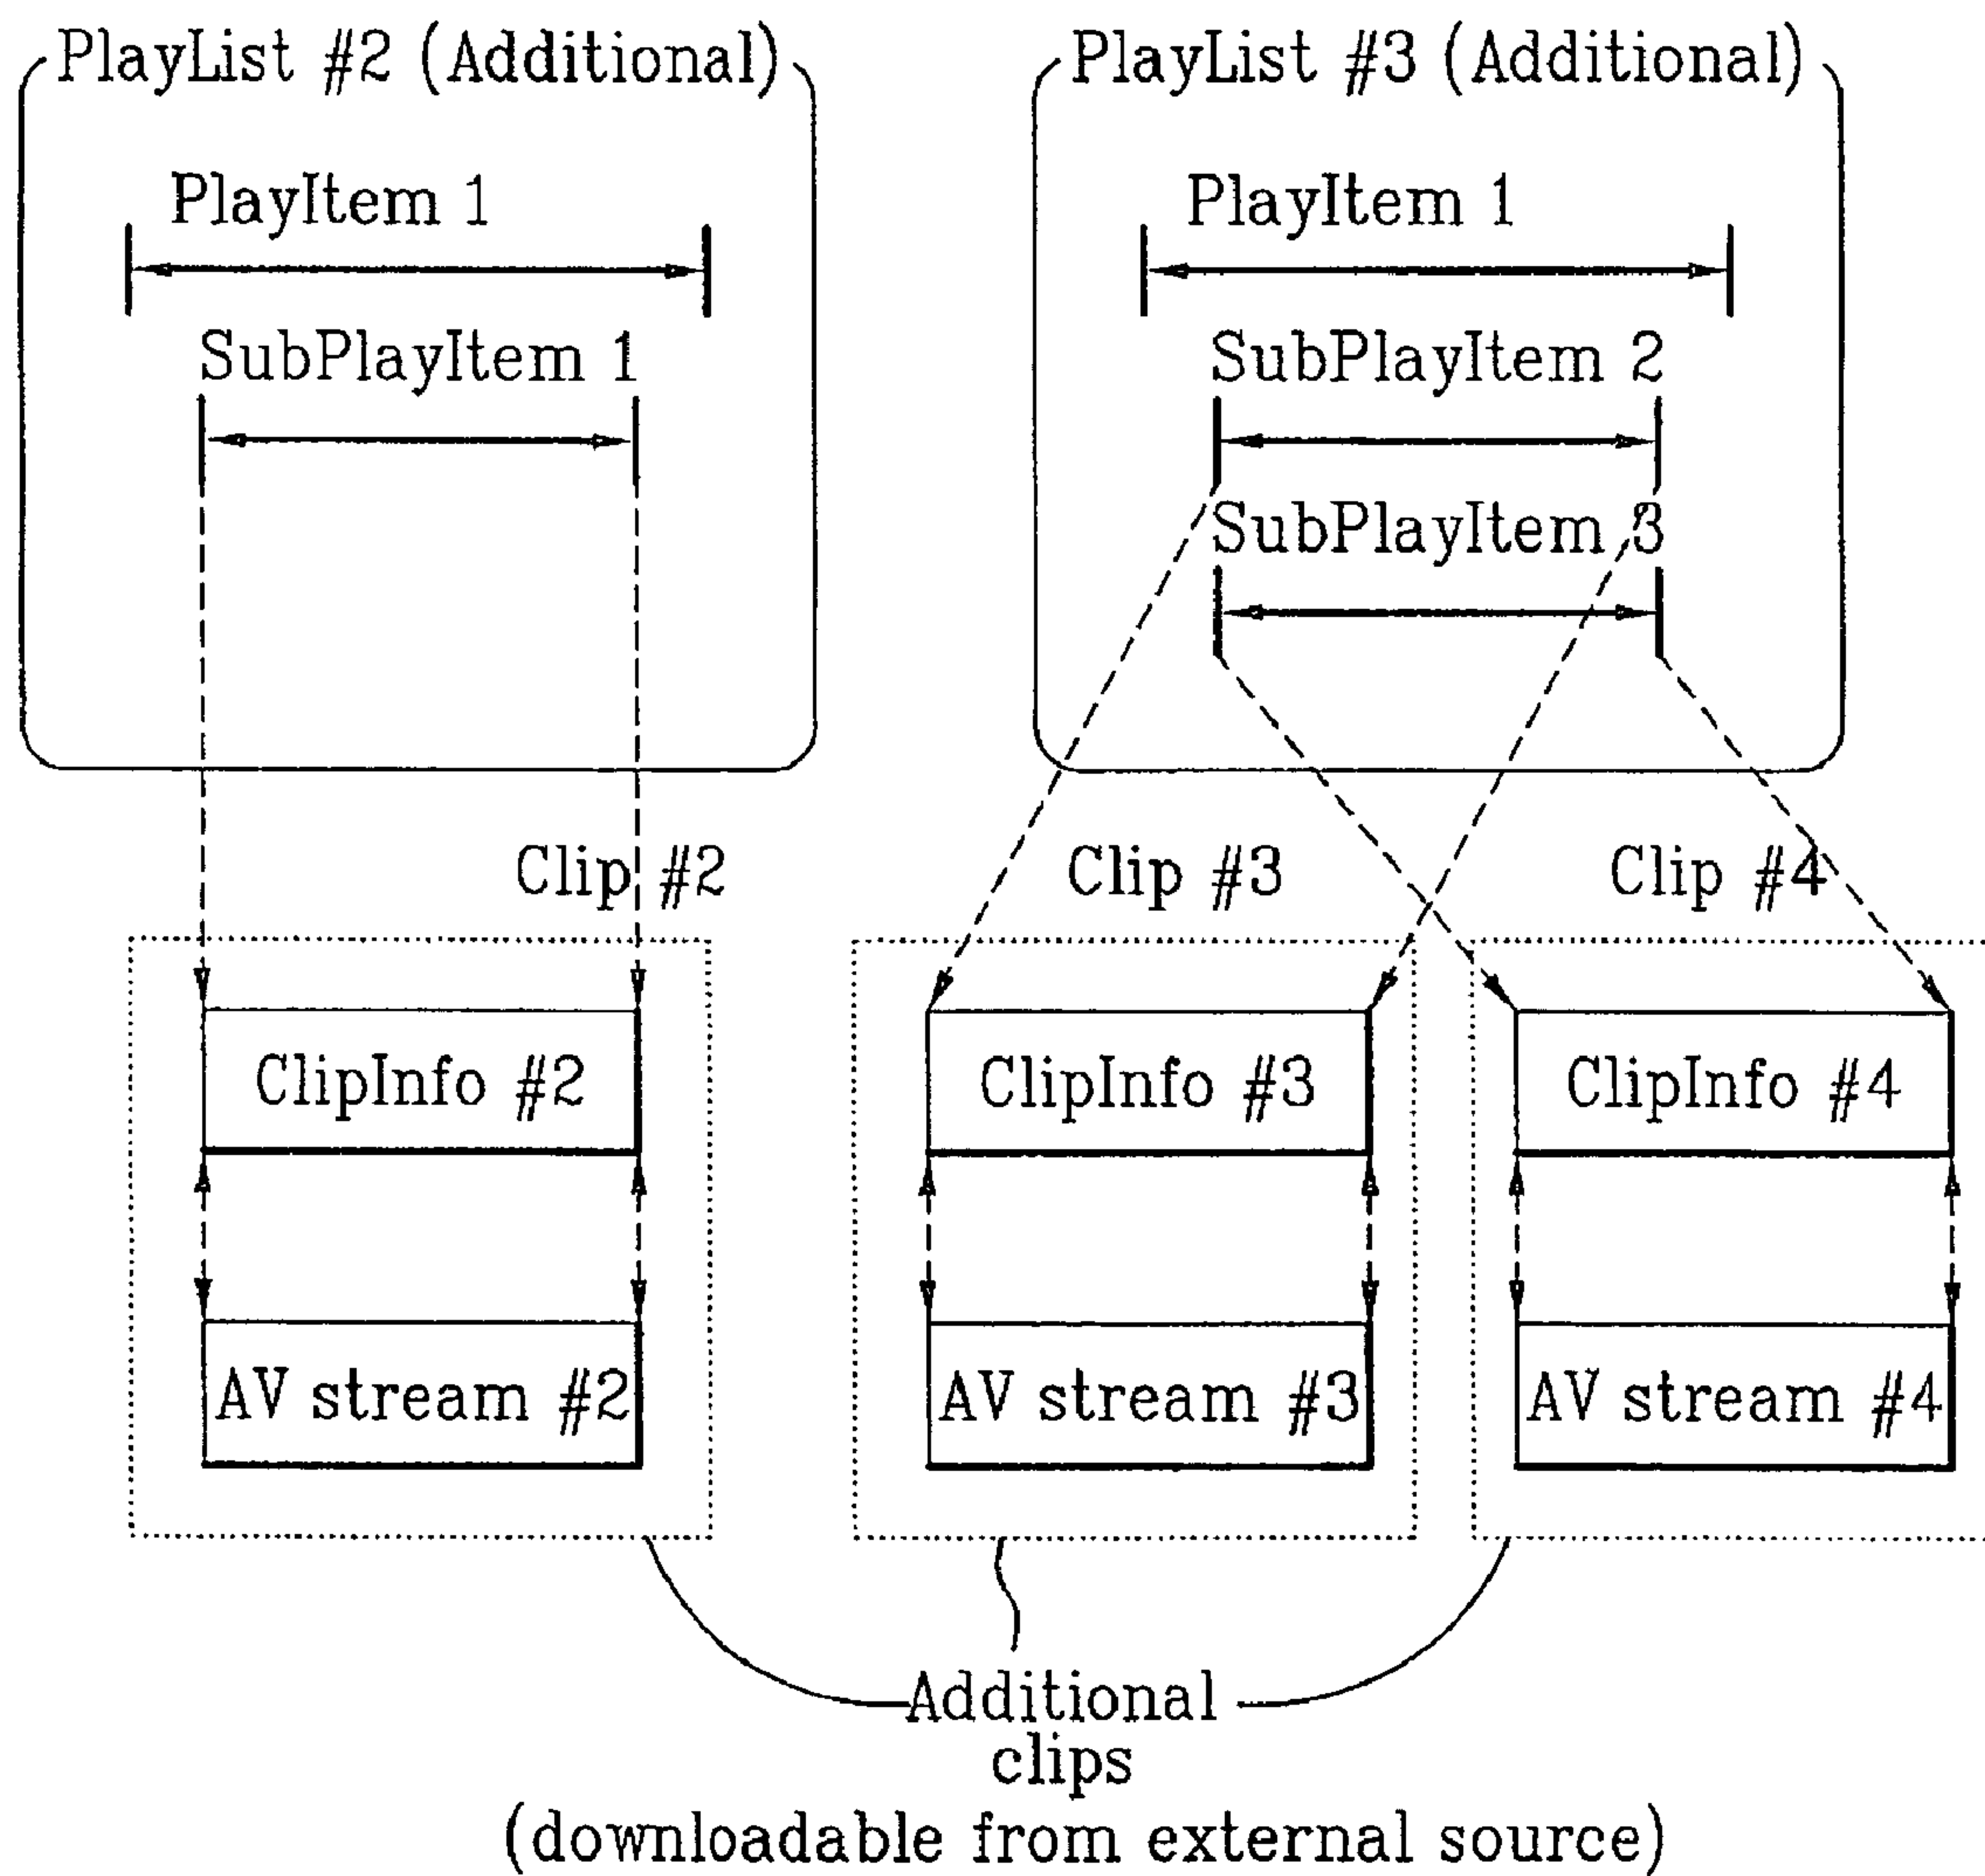 PlayList #2 (Additional)
PlayItem 1
SubPlayItem 1
PlayList #3 (Additional)
PlayItem 1
SubPlayItem 2
SubPlayItem 3
Clip #2
Clip #3
Clip #4
ClipInfo #2
ClipInfo #3
ClipInfo #4
AV stream #2
AV stream #3
AV stream #4
Additional
clips
(downloadable from external source)